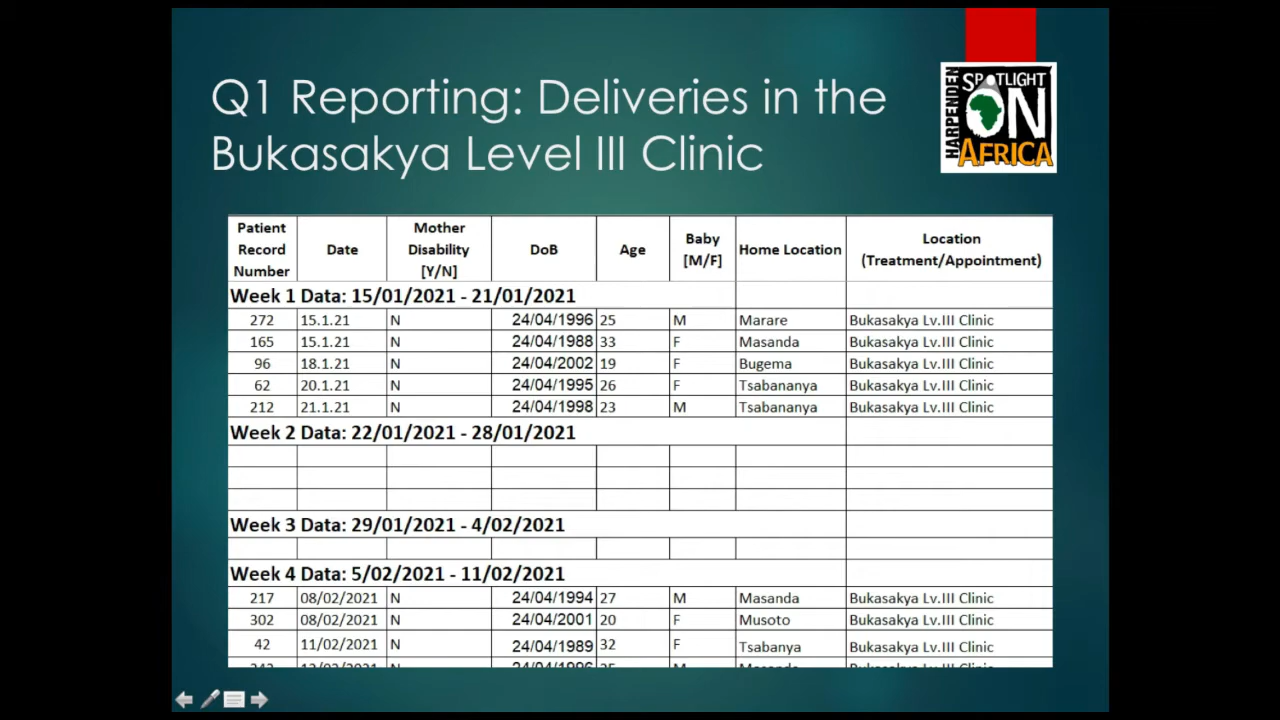 Q1 Reporting: Deliveries in the
Bukasakya Level III Clinic
HARPENDEN
SPOTLIGHT
ON
AFRICA
Patient Record Number Date Mother Disability [Y/N] DoB Age Baby [M/F] Home Location Location (Treatment/Appointment)
Week 1 Data: 15/01/2021 - 21/01/2021
272 15.1.21 N 24/04/1996 25 M Marare Bukasakya Lv.III Clinic
165 15.1.21 N 24/04/1988 33 F Masanda Bukasakya Lv.III Clinic
96 18.1.21 N 24/04/2002 19 F Bugema Bukasakya Lv.III Clinic
62 20.1.21 N 24/04/1995 26 F Tsabananya Bukasakya Lv.III Clinic
212 21.1.21 N 24/04/1998 23 M Tsabananya Bukasakya Lv.III Clinic
Week 2 Data: 22/01/2021 - 28/01/2021
Week 3 Data: 29/01/2021 - 4/02/2021
Week 4 Data: 5/02/2021 - 11/02/2021
217 08/02/2021 N 24/04/1994 27 M Masanda Bukasakya Lv.III Clinic
302 08/02/2021 N 24/04/2001 20 F Musoto Bukasakya Lv.III Clinic
42 11/02/2021 N 24/04/1989 32 F Tsabanya Bukasakya Lv.III Clinic